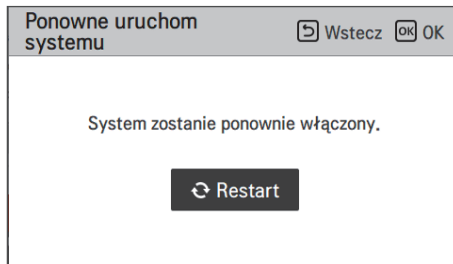 Ponowne uruchom
systemu
Wstecz OK OK
System zostanie ponownie włączony.
Restart